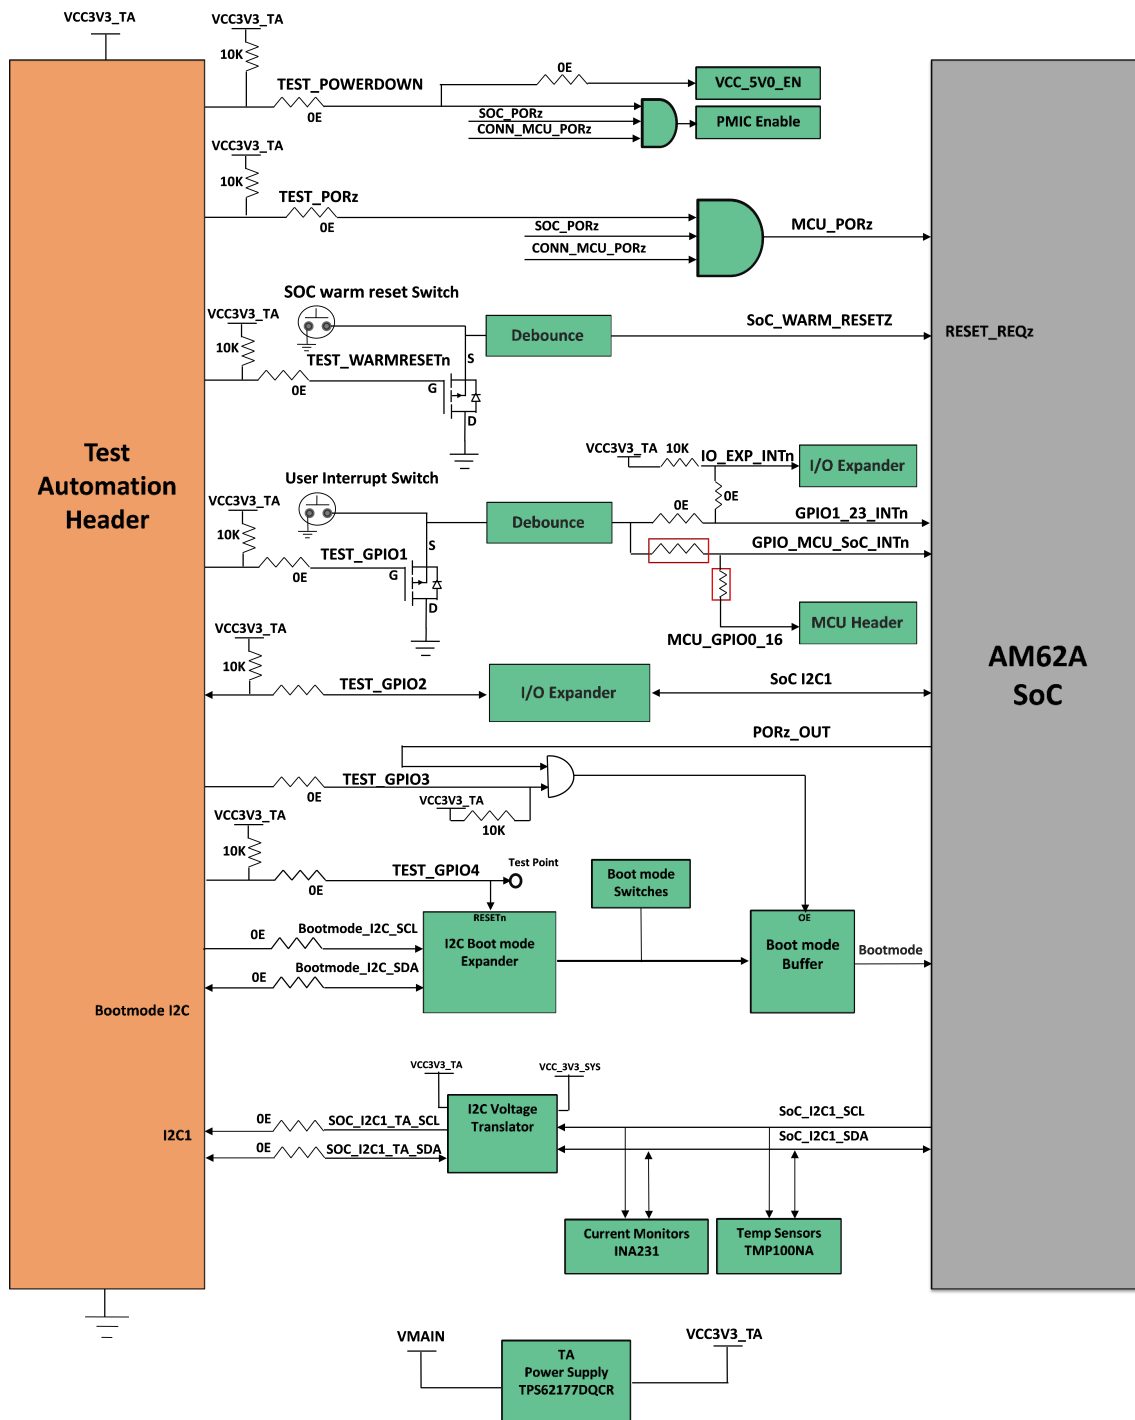 VCC3V3_TA
VCC3V3_TA
10K
TEST_POWERDOWN
0E
0E
VCC_5V0_EN
SOC_PORz
CONN_MCU_PORz
PMIC Enable
VCC3V3_TA
10K
TEST_PORz
0E
SOC_PORz
CONN_MCU_PORz
MCU_PORz
SOC warm reset Switch
VCC3V3_TA
10K
TEST_WARMRESETn
0E
G
S
D
Debounce
SoC_WARM_RESETZ
RESET_REQz
Test
Automation
Header
VCC3V3_TA
10K
IO_EXP_INTn
I/O Expander
0E
User Interrupt Switch
VCC3V3_TA
10K
TEST_GPIO1
0E
G
S
D
Debounce
0E
GPIO1_23_INTn
GPIO_MCU_SoC_INTn
MCU Header
MCU_GPIO0_16
AM62A
SoC
VCC3V3_TA
10K
TEST_GPIO2
I/O Expander
SoC I2C1
PORz_OUT
TEST_GPIO3
0E
VCC3V3_TA
10K
VCC3V3_TA
10K
TEST_GPIO4
0E
Test Point
Boot mode
Switches
RESETn
I2C Boot mode
Expander
OE
Boot mode
Buffer
Bootmode
0E
Bootmode_I2C_SCL
0E
Bootmode_I2C_SDA
Bootmode I2C
VCC3V3_TA
VCC_3V3_SYS
I2C Voltage
Translator
I2C1
0E
SOC_I2C1_TA_SCL
0E
SOC_I2C1_TA_SDA
SoC_I2C1_SCL
SoC_I2C1_SDA
Current Monitors
INA231
Temp Sensors
TMP100NA
VMAIN
TA
Power Supply
TPS62177DQCR
VCC3V3_TA